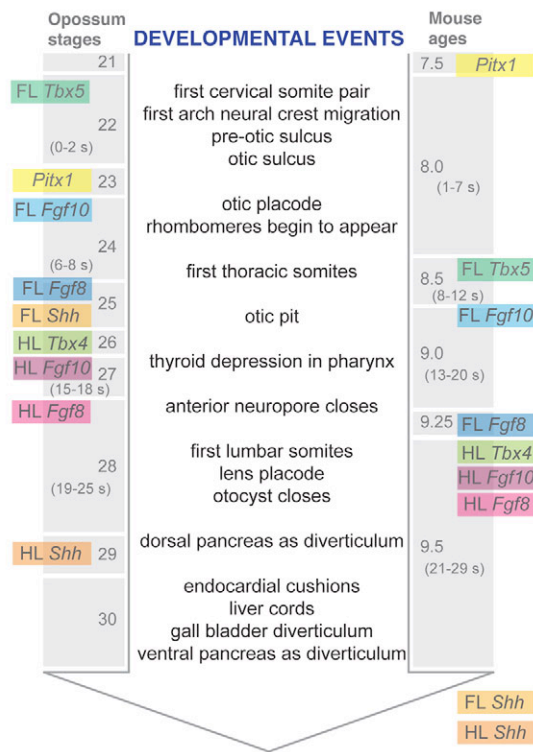 Opossum stages
DEVELOPMENTAL EVENTS
Mouse ages
21
FL Tbx5
22
(0-2 s)
Pitx1
23
FL Fgf10
24
(6-8 s)
FL Fgf8
25
FL Shh
HL Tbx4
26
HL Fgf10
27
(15-18 s)
HL Fgf8
28
(19-25 s)
HL Shh
29
30
first cervical somite pair
first arch neural crest migration
pre-otic sulcus
otic sulcus
otic placode
rhombomeres begin to appear
first thoracic somites
otic pit
thyroid depression in pharynx
anterior neuropore closes
first lumbar somites
lens placode
otocyst closes
dorsal pancreas as diverticulum
endocardial cushions
liver cords
gall bladder diverticulum
ventral pancreas as diverticulum
7.5
Pitx1
8.0
(1-7 s)
8.5
FL Tbx5
(8-12 s)
FL Fgf10
9.0
(13-20 s)
9.25
FL Fgf8
HL Tbx4
HL Fgf10
HL Fgf8
9.5
(21-29 s)
FL Shh
HL Shh